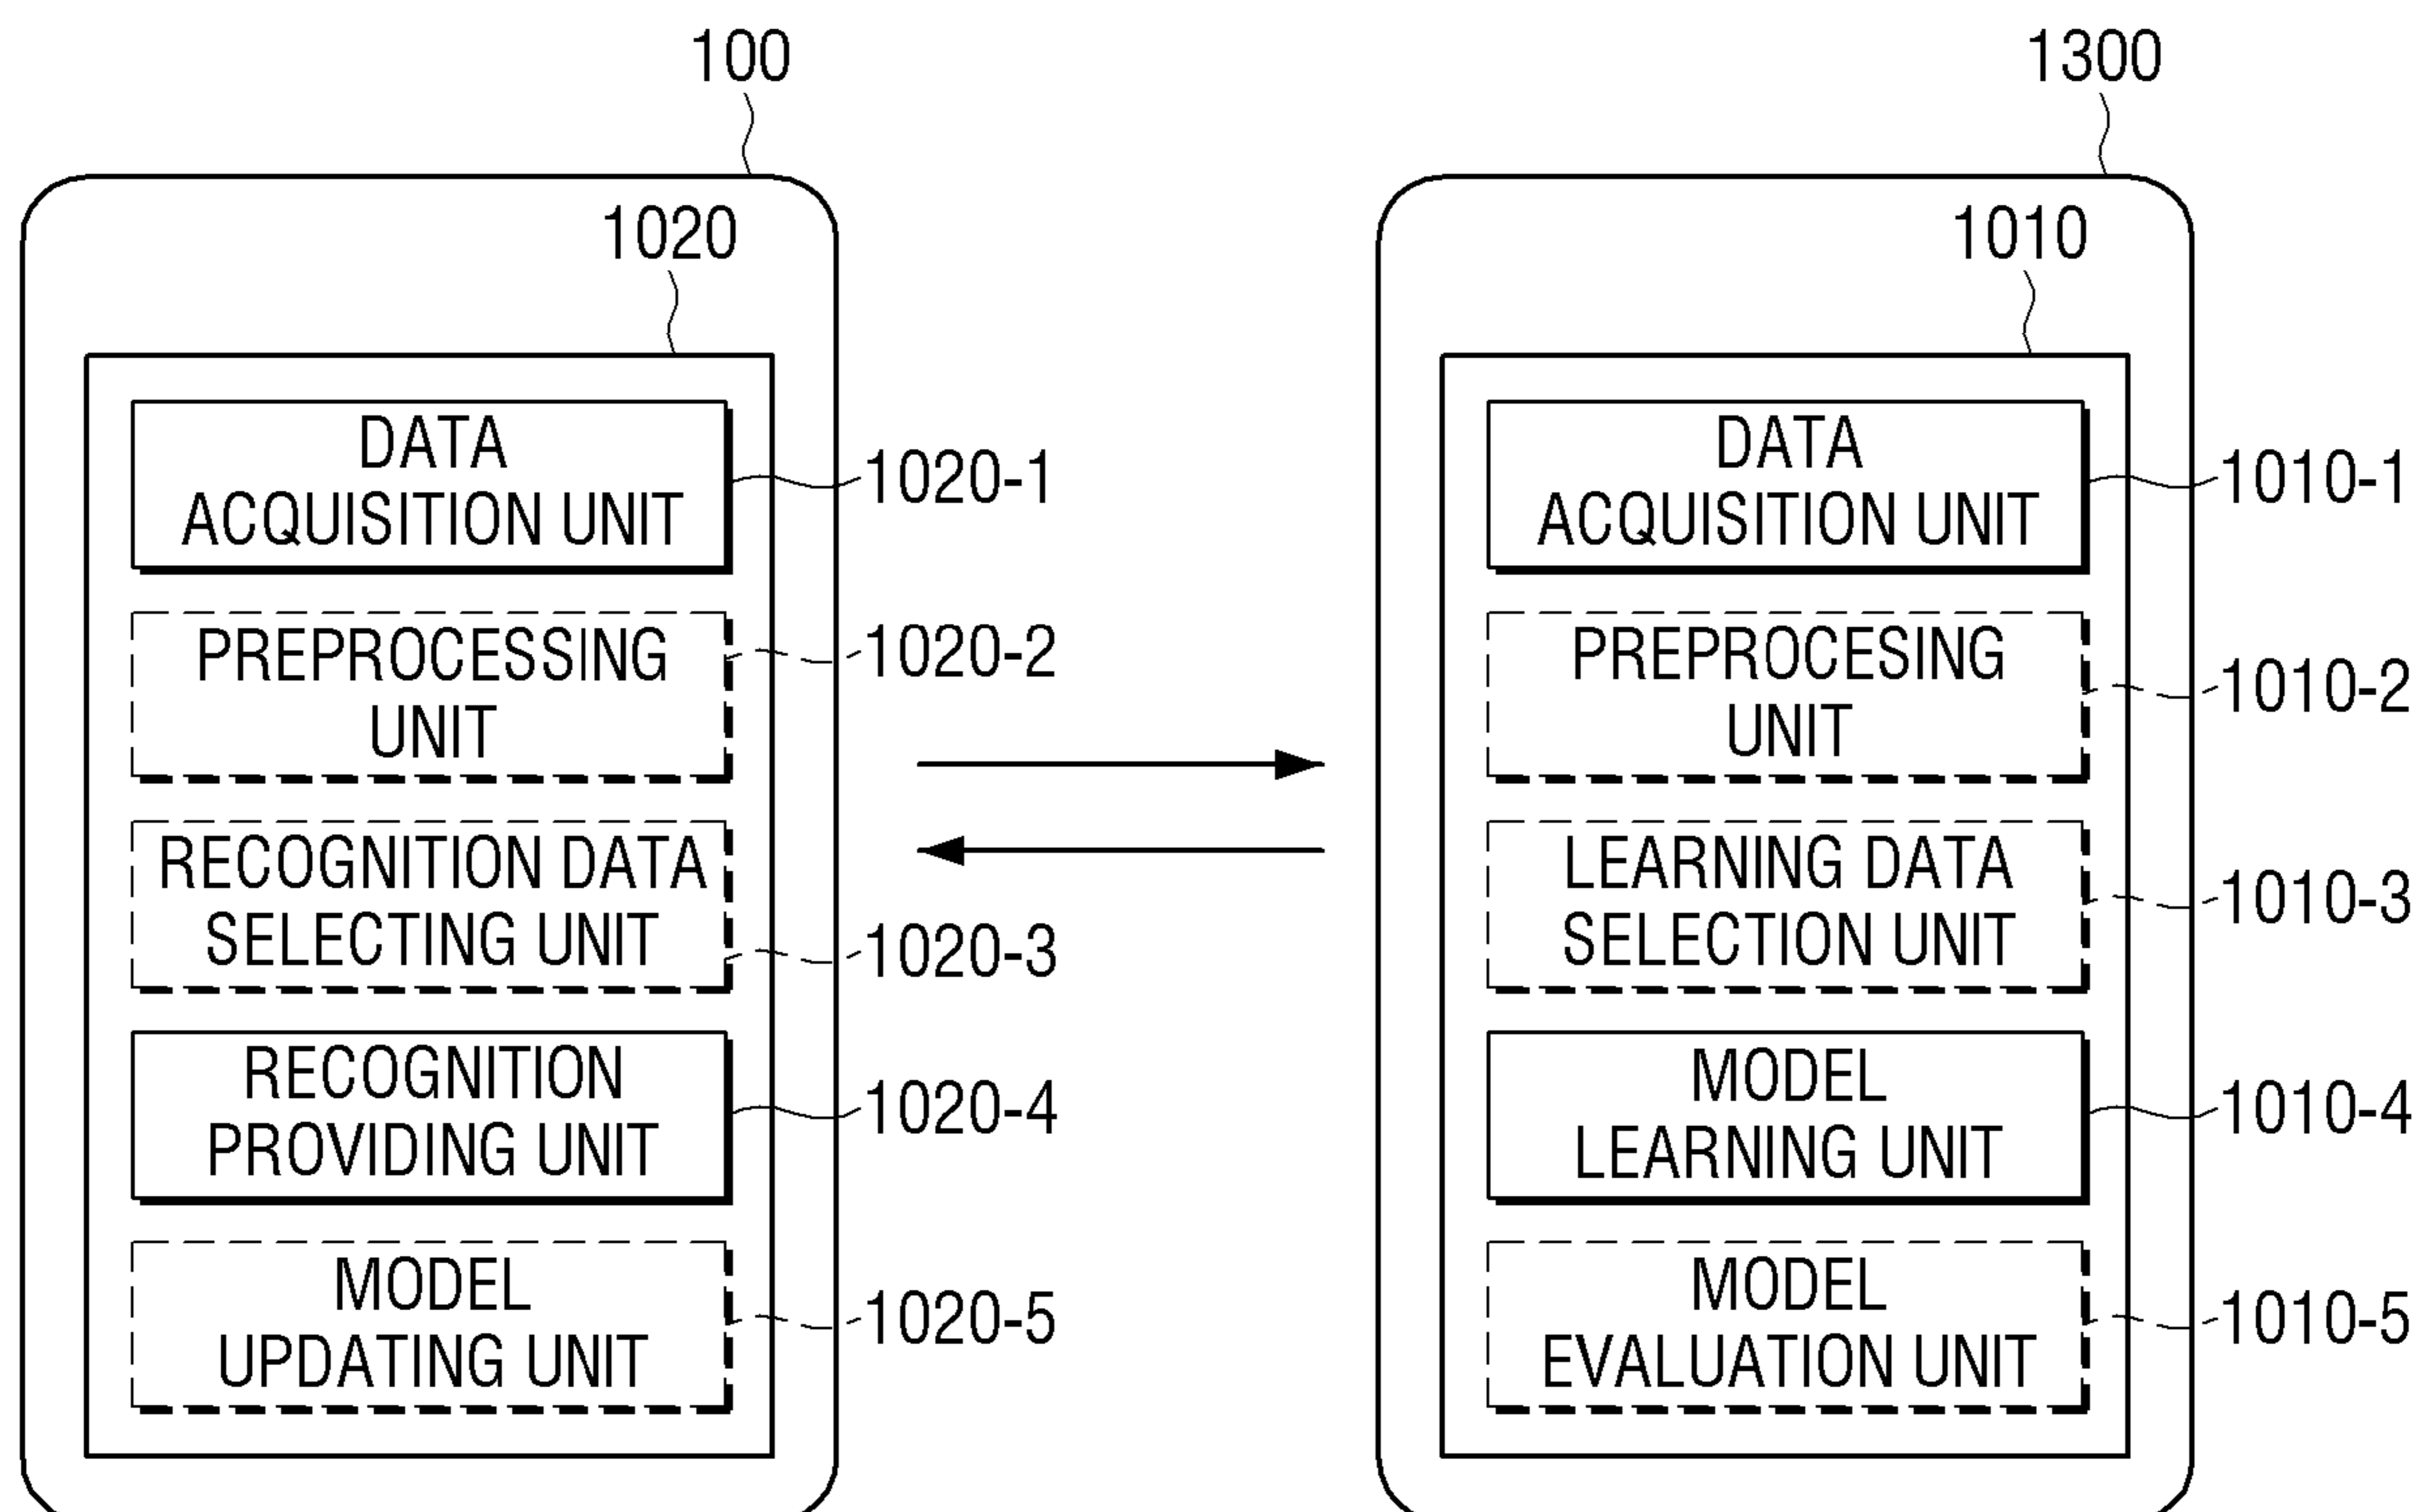 100
1020
DATA
ACQUISITION UNIT
1020-1
PREPROCESSING
UNIT
1020-2
RECOGNITION DATA
SELECTING UNIT
1020-3
RECOGNITION
PROVIDING UNIT
1020-4
MODEL
UPDATING UNIT
1020-5
1300
1010
DATA
ACQUISITION UNIT
1010-1
PREPROCESING
UNIT
1010-2
LEARNING DATA
SELECTION UNIT
1010-3
MODEL
LEARNING UNIT
1010-4
MODEL
EVALUATION UNIT
1010-5